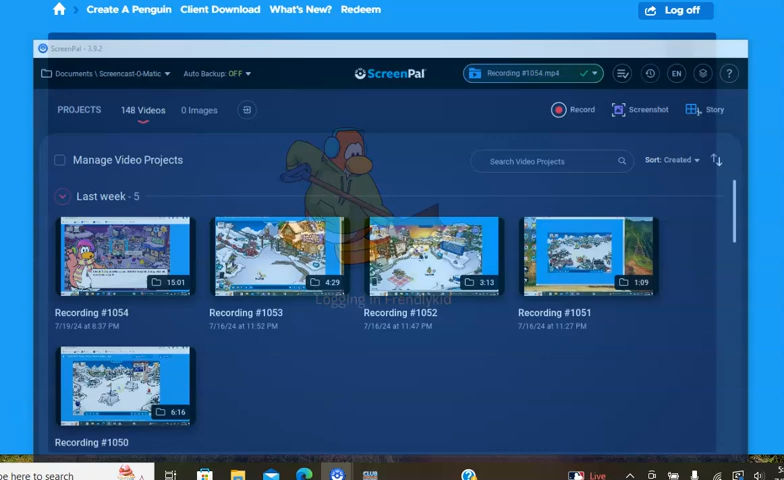 Create A Penguin Client Download What's New? Redeem Log off
ScreenPal - 3.9.2
Documents \ Screencast-O-Matic Auto Backup: OFF ScreenPal Recording #1054.mp4 EN ?
PROJECTS 148 Videos 0 Images Record Screenshot Story
Manage Video Projects Search Video Projects Sort: Created
Last week - 5
15:01 4:29 3:13 1:09
Logging in Frendlykid
Recording #1054 Recording #1053 Recording #1052 Recording #1051
7/19/24 at 6:37 PM 7/16/24 at 11:52 PM 7/16/24 at 11:47 PM 7/16/24 at 11:27 PM
6:16
Recording #1050
pe here to search CLUB Live